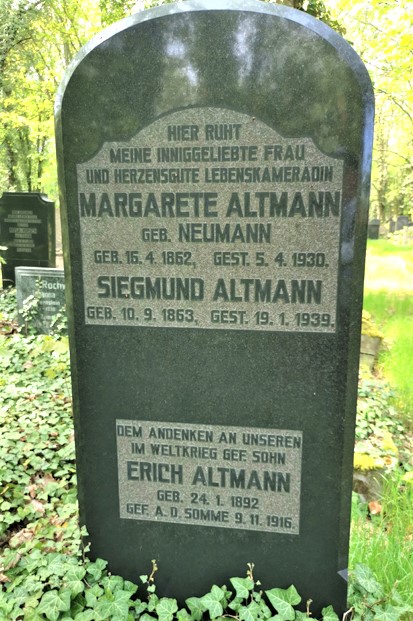 HIER RUHT
MEINE INNIGGELIEBTE FRAU
UND HERZENSGUTE LEBENSKAMERADIN
MARGARETE ALTMANN
GEB. NEUMANN
GEB. 16. 4. 1862, GEST. 5. 4. 1930.
SIEGMUND ALTMANN
GEB. 10. 9. 1863, GEST. 19. 1. 1939.
DEM ANDENKEN AN UNSEREN
IM WELTKRIEG GEF. SOHN
ERICH ALTMANN
GEB. 24. 1. 1892
GEF. A. D. SOMME 9. 11. 1916.